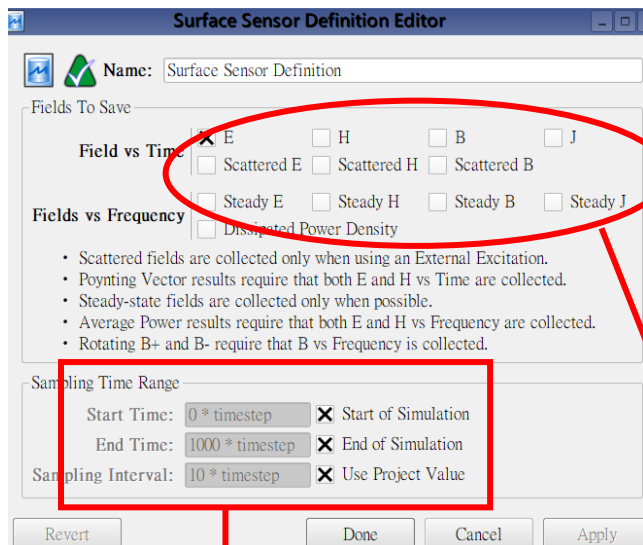 Surface Sensor Definition Editor
Name: Surface Sensor Definition
Fields To Save
Field vs Time
E H B J
Scattered E Scattered H Scattered B
Fields vs Frequency
Steady E Steady H Steady B Steady J
Dissipated Power Density
• Scattered fields are collected only when using an External Excitation.
• Poynting Vector results require that both E and H vs Time are collected.
• Steady-state fields are collected only when possible.
• Average Power results require that both E and H vs Frequency are collected.
• Rotating B+ and B- require that B vs Frequency is collected.
Sampling Time Range
Start Time: 0 * timestep Start of Simulation
End Time: 1000 * timestep End of Simulation
Sampling Interval: 10 * timestep Use Project Value
Revert Done Cancel Apply